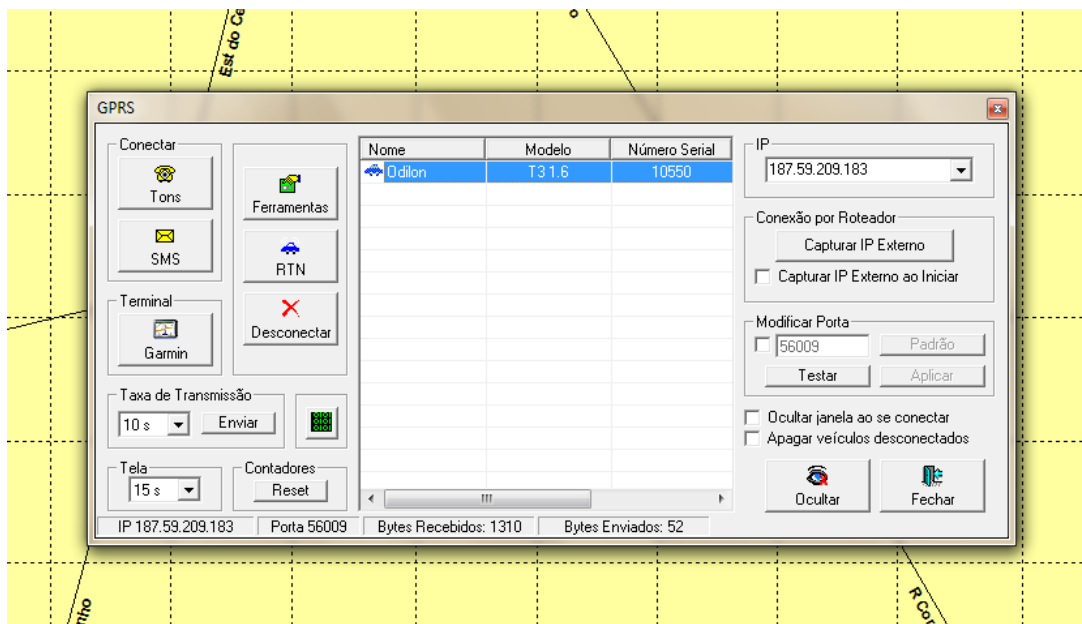 Est do Ce
o
GPRS
Conectar
Tons
SMS
Terminal
Garmin
Taxa de Transmissão
10 s
Enviar
Tela
15 s
Contadores
Reset
Ferramentas
RTN
Desconectar
Nome Modelo Número Serial
Odilon T3 1.6 10550
IP
187.59.209.183
Conexão por Roteador
Capturar IP Externo
Capturar IP Externo ao Iniciar
Modificar Porta
56009 Padrão
Testar Aplicar
Ocultar janela ao se conectar
Apagar veículos desconectados
Ocultar Fechar
IP 187.59.209.183 Porta 56009 Bytes Recebidos: 1310 Bytes Enviados: 52
nho
R Cor